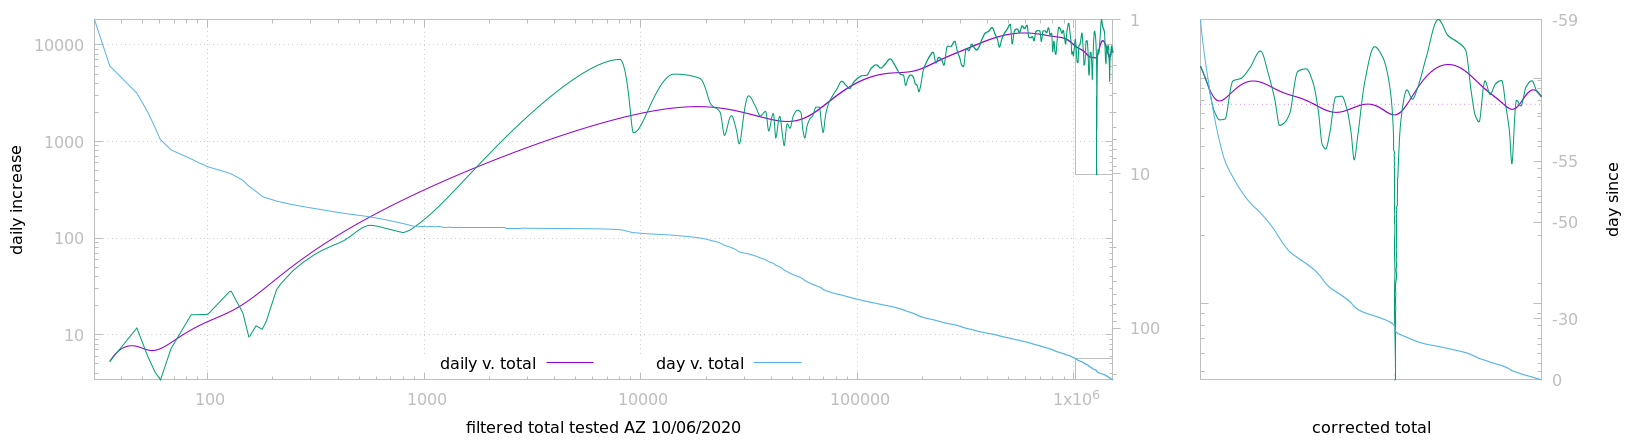 10000
1000
100
10
daily increase
100
1000
10000
100000
1x10^6
filtered total tested AZ 10/06/2020
daily v. total
day v. total
1
10
100
-59
-55
-50
-30
0
day since
corrected total